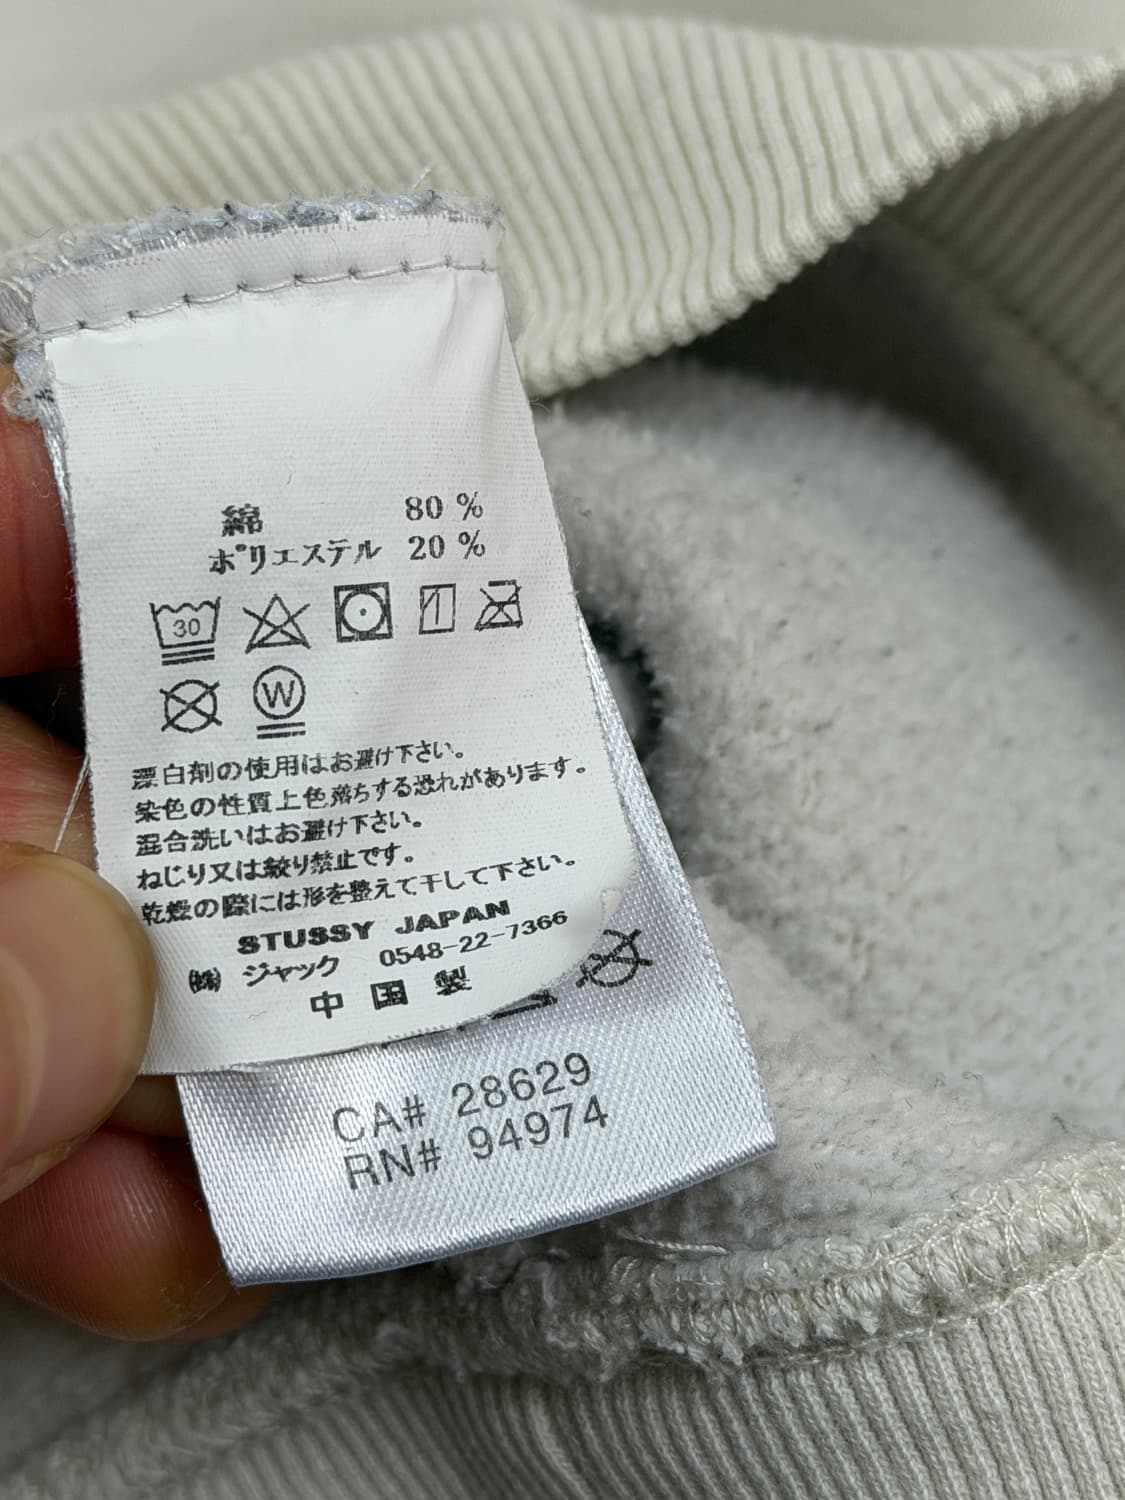 綿 80 %
ポリエステル 20 %
30
W
漂白剤の使用はお避け下さい。
染色の性質上色落ちする恐れがあります。
混合洗いはお避け下さい。
ねじり又は絞り禁止です。
乾燥の際には形を整えて干して下さい。
STUSSY JAPAN
㈱ ジャック 0548-22-7366
中国製
CA# 28629
RN# 94974